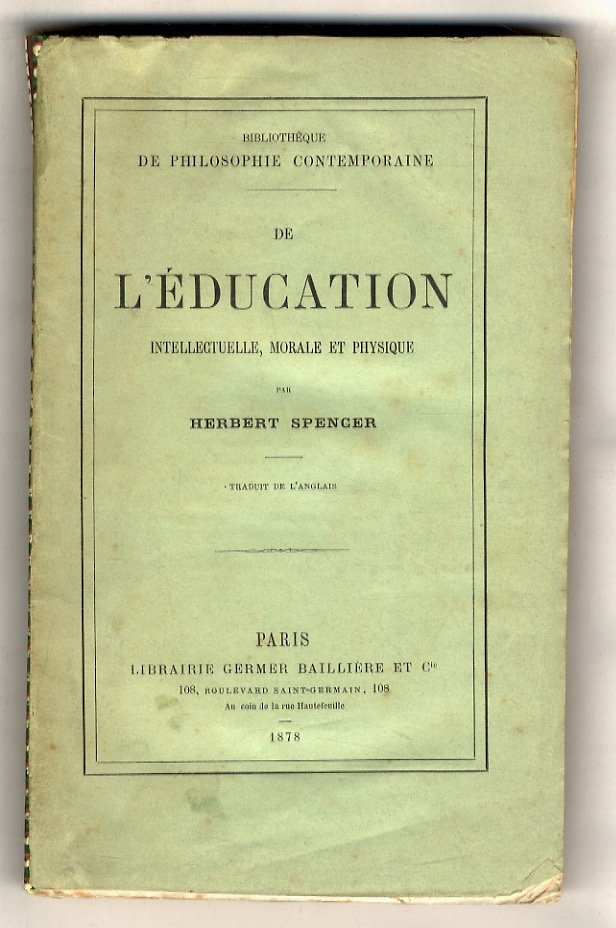 BIBLIOTHÈQUE
DE PHILOSOPHIE CONTEMPORAINE
DE
L'ÉDUCATION
INTELLECTUELLE, MORALE ET PHYSIQUE
PAR
HERBERT SPENCER
TRADUIT DE L'ANGLAIS
PARIS
LIBRAIRIE GERMER BAILLIÈRE ET Cie
108, BOULEVARD SAINT-GERMAIN, 108
Au coin de la rue Hautefeuille
1878